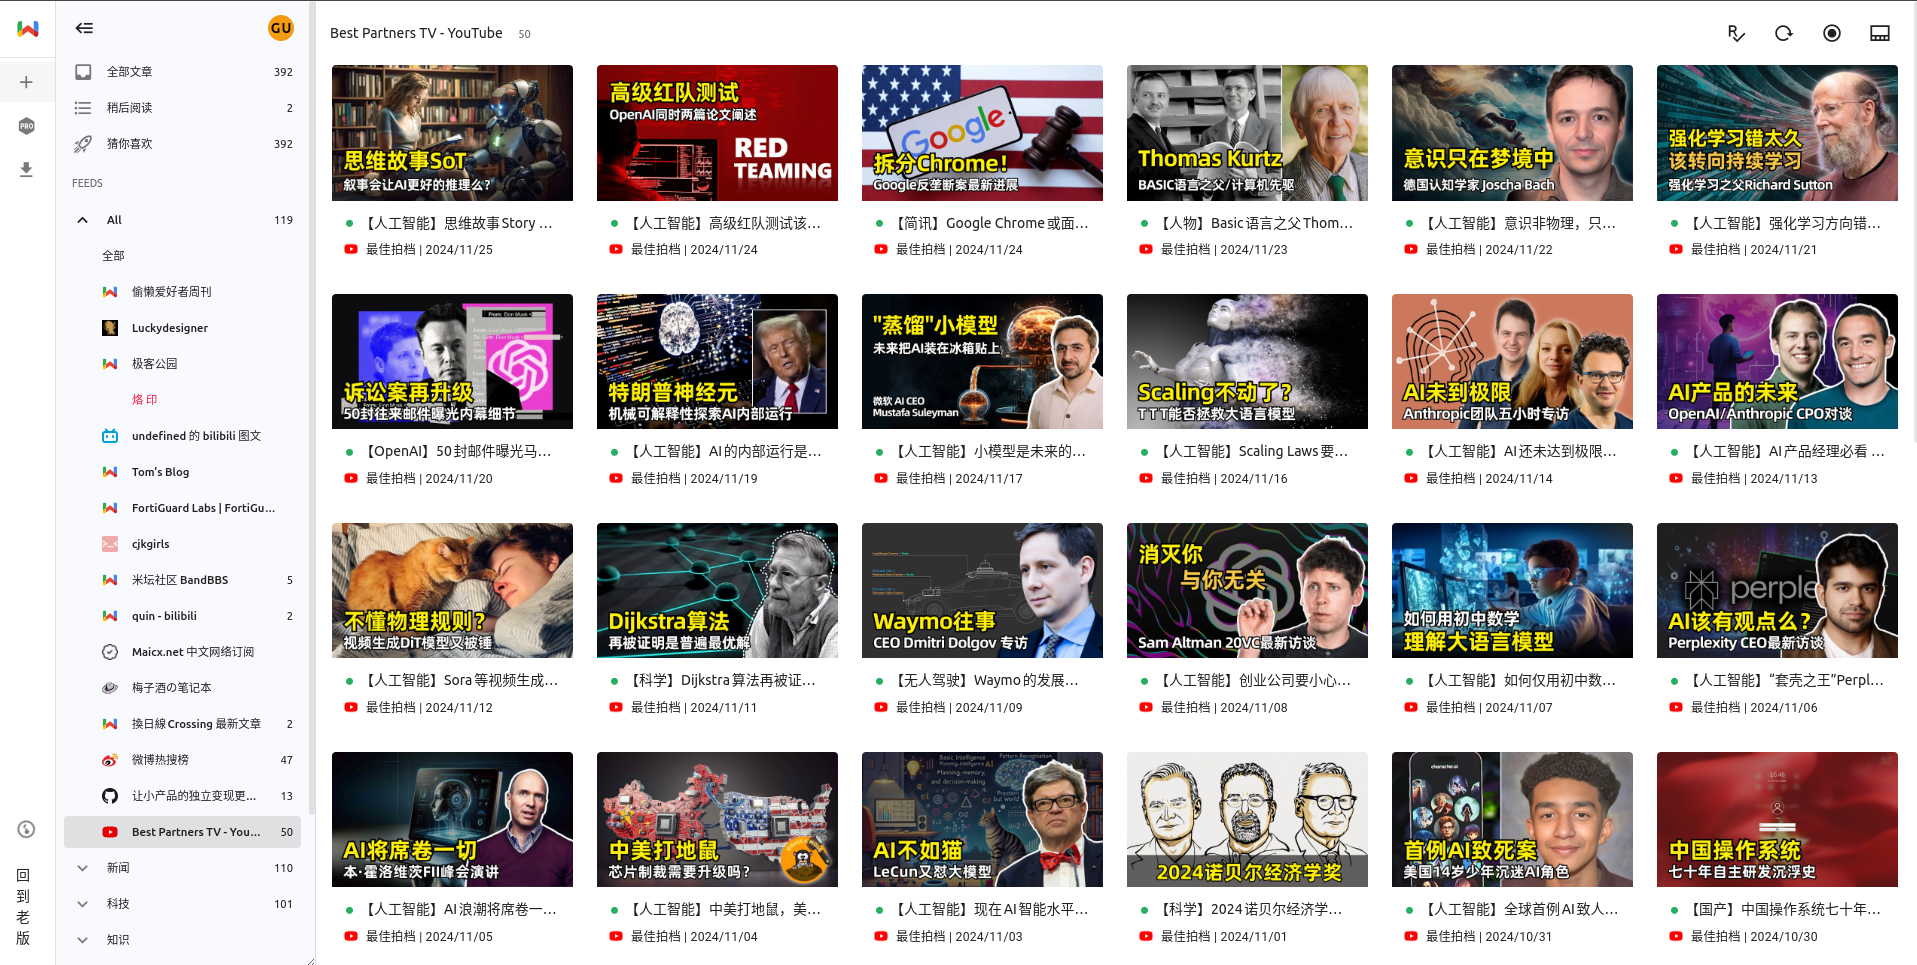 GU
Best Partners TV - YouTube 50
全部文章 392
稍后阅读 2
PRO
猜你喜欢 392
FEEDS
All 119
全部
偷懒爱好者周刊
Luckydesigner
极客公园
烙 印
undefined 的 bilibili 图文
Tom's Blog
FortiGuard Labs | FortiGu...
cjkgirls
米坛社区 BandBBS 5
quin - bilibili 2
Maicx.net 中文网络订阅
梅子酒の笔记本
換日線Crossing 最新文章 2
微博热搜榜 47
让小产品的独立变现更... 13
Best Partners TV - You... 50
新闻 110
科技 101
知识
回
到
老
版
思维故事SoT
叙事会让AI更好的推理么?
【人工智能】思维故事Story ...
最佳拍档 | 2024/11/25
高级红队测试
OpenAI同时两篇论文阐述
RED
TEAMING
【人工智能】高级红队测试该...
最佳拍档 | 2024/11/24
Google
拆分Chrome!
Google反垄断案最新进展
【简讯】Google Chrome或面...
最佳拍档 | 2024/11/24
Thomas Kurtz
BASIC语言之父/计算机先驱
【人物】Basic语言之父Thom...
最佳拍档 | 2024/11/23
意识只在梦境中
德国认知学家 Joscha Bach
【人工智能】意识非物理，只...
最佳拍档 | 2024/11/22
强化学习错太久
该转向持续学习
强化学习之父Richard Sutton
【人工智能】强化学习方向错...
最佳拍档 | 2024/11/21
From: Elon Musk
诉讼案再升级
50封往来邮件曝光内幕细节
【OpenAI】50封邮件曝光马...
最佳拍档 | 2024/11/20
特朗普神经元
机械可解释性探索AI内部运行
【人工智能】AI的内部运行是...
最佳拍档 | 2024/11/19
"蒸馏"小模型
未来把AI装在冰箱贴上
微软 AI CEO
Mustafa Suleyman
【人工智能】小模型是未来的...
最佳拍档 | 2024/11/17
Scaling不动了?
TTT能否拯救大语言模型
【人工智能】Scaling Laws要...
最佳拍档 | 2024/11/16
AI未到极限
Anthropic团队五小时专访
【人工智能】AI还未达到极限...
最佳拍档 | 2024/11/14
AI产品的未来
OpenAI/Anthropic CPO对谈
【人工智能】AI产品经理必看 ...
最佳拍档 | 2024/11/13
不懂物理规则?
视频生成DiT模型又被锤
【人工智能】Sora等视频生成...
最佳拍档 | 2024/11/12
Dijkstra算法
再被证明是普遍最优解
【科学】Dijkstra算法再被证...
最佳拍档 | 2024/11/11
Waymo往事
CEO Dmitri Dolgov 专访
【无人驾驶】Waymo的发展...
最佳拍档 | 2024/11/09
消灭你
与你无关
Sam Altman 20VC最新访谈
【人工智能】创业公司要小心...
最佳拍档 | 2024/11/08
如何用初中数学
理解大语言模型
【人工智能】如何仅用初中数...
最佳拍档 | 2024/11/07
perple
AI该有观点么?
Perplexity CEO最新访谈
【人工智能】“套壳之王”Perpl...
最佳拍档 | 2024/11/06
AI将席卷一切
本·霍洛维茨FII峰会演讲
【人工智能】AI浪潮将席卷一...
最佳拍档 | 2024/11/05
中美打地鼠
芯片制裁需要升级吗?
【人工智能】中美打地鼠，美...
最佳拍档 | 2024/11/04
Basic Intelligence
Pattern Recognition
Planning, memory,
and decision-making
AI
AI不如猫
LeCun又怼大模型
【人工智能】现在AI智能水平...
最佳拍档 | 2024/11/03
2024诺贝尔经济学奖
【科学】2024诺贝尔经济学...
最佳拍档 | 2024/11/01
character.ai
首例AI致死案
美国14岁少年沉迷AI角色
【人工智能】全球首例AI致人...
最佳拍档 | 2024/10/31
16:46
中国操作系统
七十年自主研发沉浮史
【国产】中国操作系统七十年...
最佳拍档 | 2024/10/30